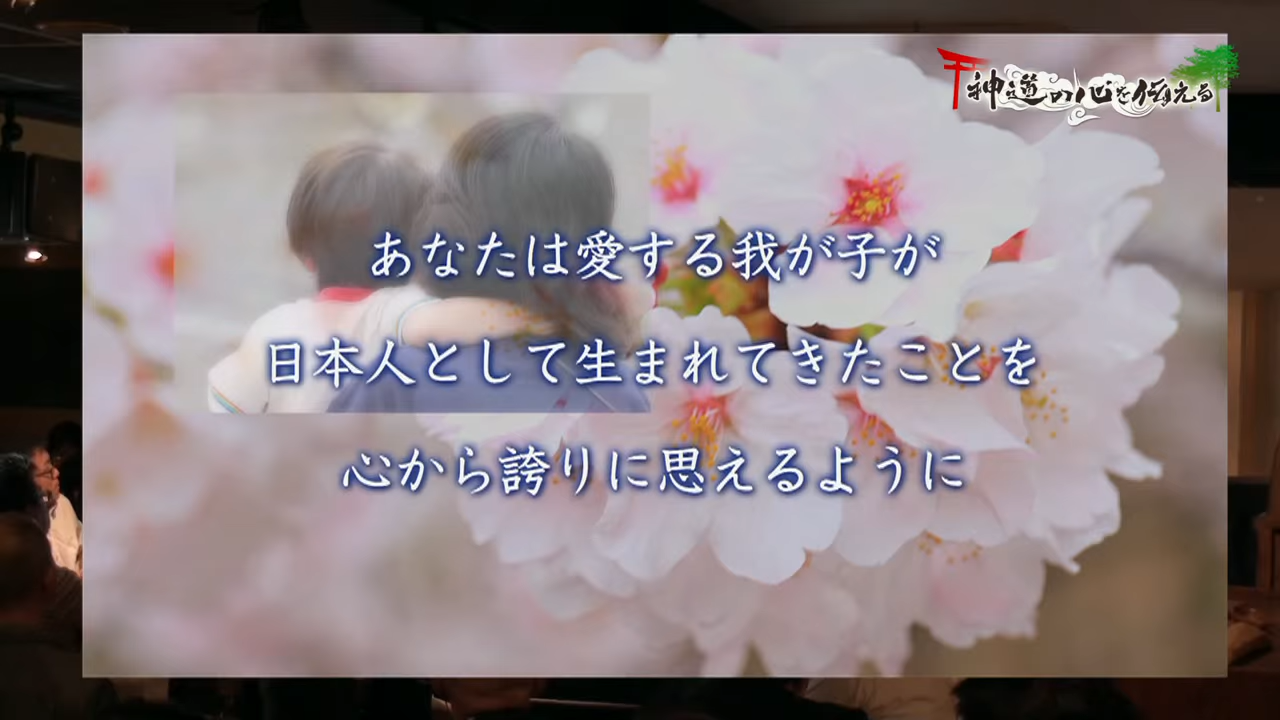 神道の心を伝える
あなたは愛する我が子が
日本人として生まれてきたことを
心から誇りに思えるように